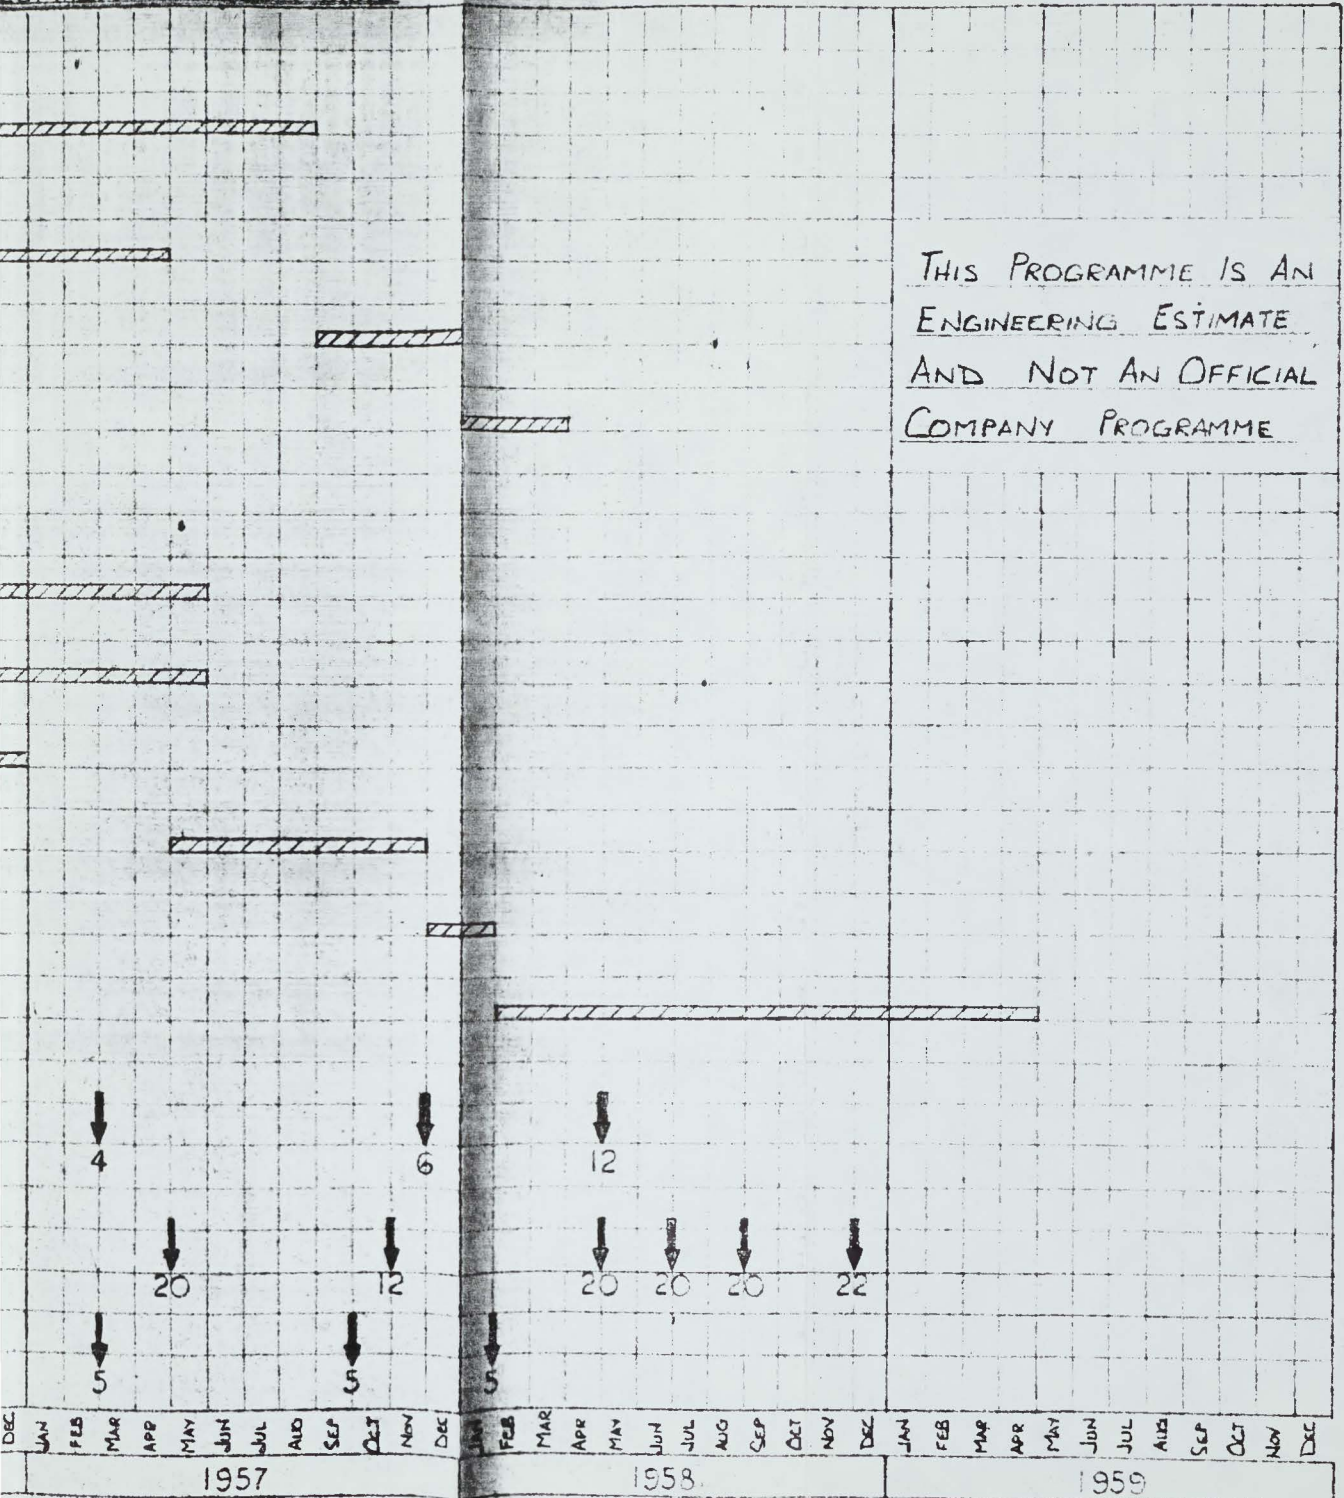 THIS PROGRAMME IS AN
ENGINEERING ESTIMATE
AND NOT AN OFFICIAL
COMPANY PROGRAMME
4 6 12
20 12 20 20 20 22
5 5 5
DEC JAN FEB MAR APR MAY JUN JUL AUG SEP OCT NOV DEC JAN FEB MAR APR MAY JUN JUL AUG SEP OCT NOV DEC JAN FEB MAR APR MAY JUN JUL AUG SEP OCT NOV DEC
1957 1958 1959